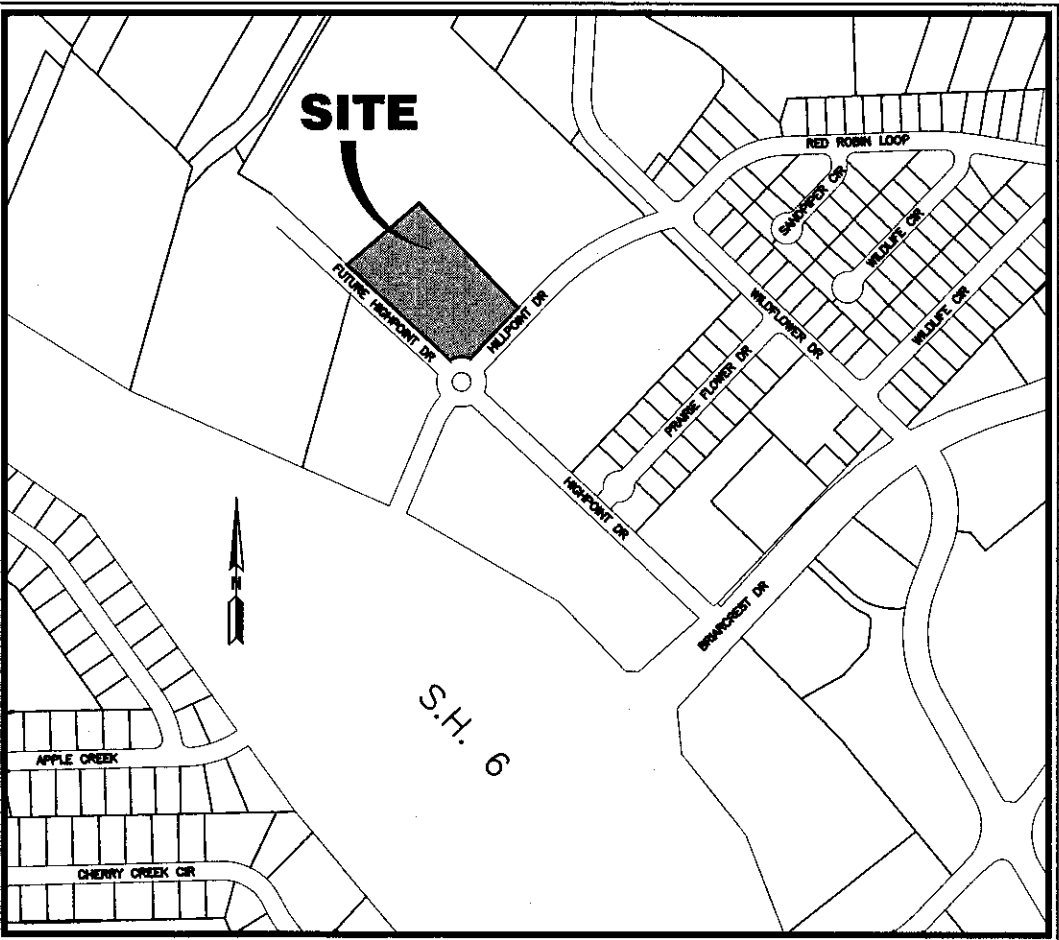 SITE
RED ROBIN LOOP
SANDPIPER CIR
WILDLIFE CIR
FUTURE HIGHPOINT DR
HILLPOINT DR
WILDFLOWER DR
WILDLIFE CIR
PRAIRIE FLOWER DR
HIGHPOINT DR
N
BRIARCREST DR
S.H. 6
APPLE CREEK
CHERRY CREEK CIR